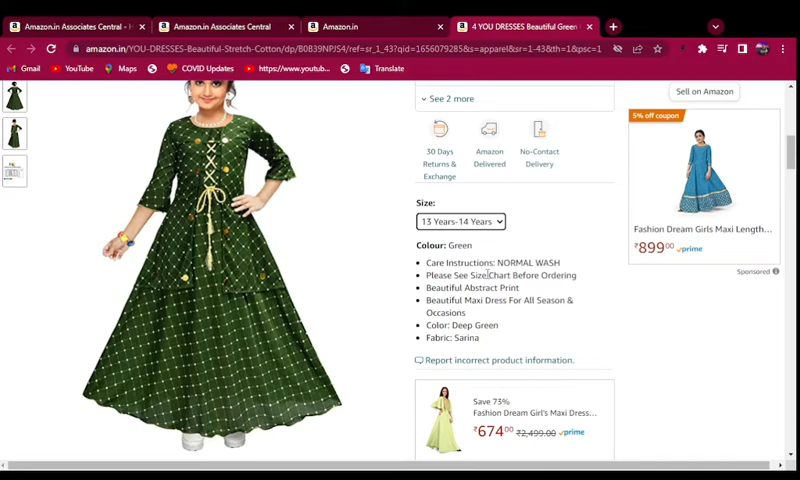 Amazon.in Associates Central - H
Amazon.in Associates Central
Amazon.in
4 YOU DRESSES Beautiful Green
amazon.in/YOU-DRESSES-Beautiful-Stretch-Cotton/dp/B0B39NPJS4/ref=sr_1_43?qid=1656079285&s=apparel&sr=1-43&th=1&psc=1
Gmail
YouTube
Maps
COVID Updates
https://www.youtub...
Translate
See 2 more
Sell on Amazon
30 Days
Returns &
Exchange
Amazon
Delivered
No-Contact
Delivery
Size:
13 Years-14 Years
Colour: Green
Care Instructions: NORMAL WASH
Please See Size Chart Before Ordering
Beautiful Abstract Print
Beautiful Maxi Dress For All Season &
Occasions
Color: Deep Green
Fabric: Sarina
Report incorrect product information.
Save 73%
Fashion Dream Girl's Maxi Dress...
₹67400 ₹2,499.00 prime
5% off coupon
Fashion Dream Girls Maxi Length...
₹89900 prime
Sponsored